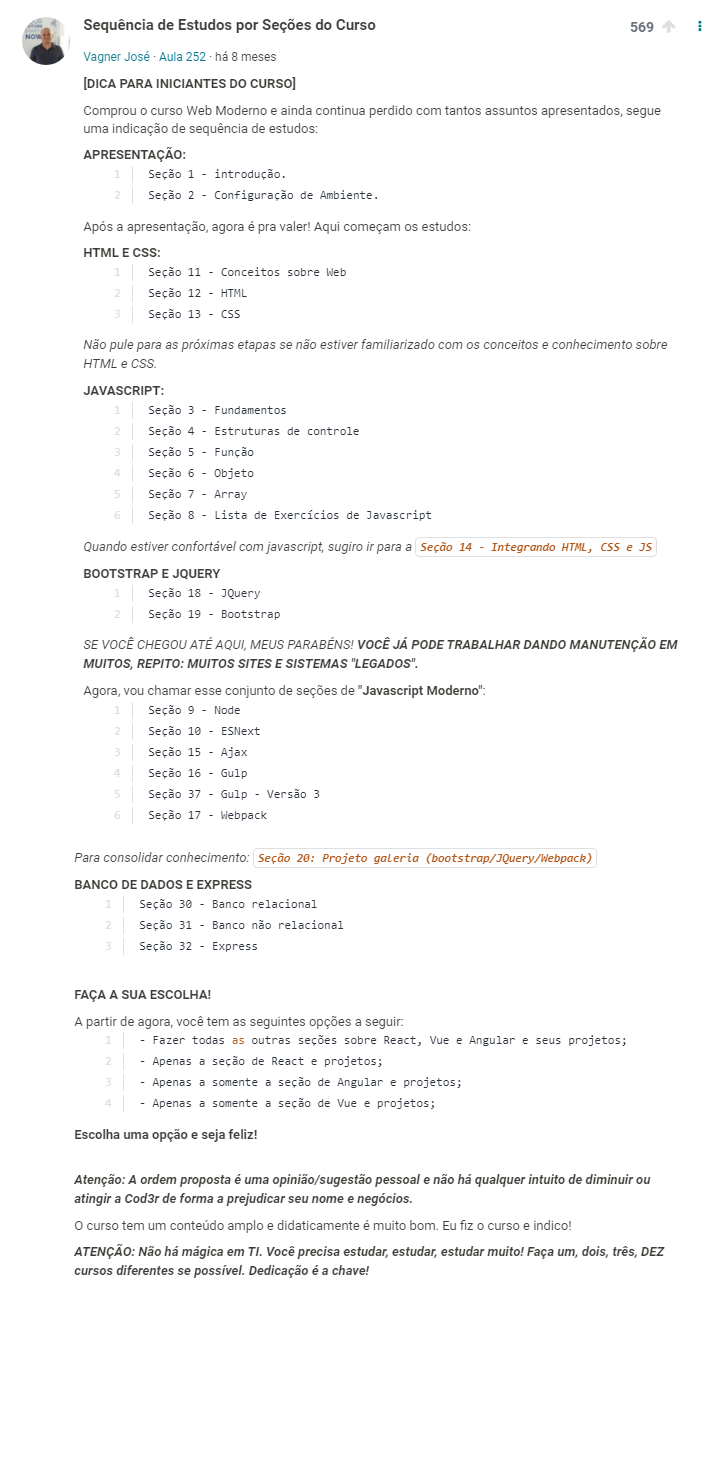 Sequência de Estudos por Seções do Curso
569
Vagner José · Aula 252 · há 8 meses
[DICA PARA INICIANTES DO CURSO]
Comprou o curso Web Moderno e ainda continua perdido com tantos assuntos apresentados, segue
uma indicação de sequência de estudos:
APRESENTAÇÃO:
1 Seção 1 - introdução.
2 Seção 2 - Configuração de Ambiente.
Após a apresentação, agora é pra valer! Aqui começam os estudos:
HTML E CSS:
1 Seção 11 - Conceitos sobre Web
2 Seção 12 - HTML
3 Seção 13 - CSS
Não pule para as próximas etapas se não estiver familiarizado com os conceitos e conhecimento sobre
HTML e CSS.
JAVASCRIPT:
1 Seção 3 - Fundamentos
2 Seção 4 - Estruturas de controle
3 Seção 5 - Função
4 Seção 6 - Objeto
5 Seção 7 - Array
6 Seção 8 - Lista de Exercícios de Javascript
Quando estiver confortável com javascript, sugiro ir para a Seção 14 - Integrando HTML, CSS e JS
BOOTSTRAP E JQUERY
1 Seção 18 - JQuery
2 Seção 19 - Bootstrap
SE VOCÊ CHEGOU ATÉ AQUI, MEUS PARABÉNS! VOCÊ JÁ PODE TRABALHAR DANDO MANUTENÇÃO EM
MUITOS, REPITO: MUITOS SITES E SISTEMAS "LEGADOS".
Agora, vou chamar esse conjunto de seções de "Javascript Moderno":
1 Seção 9 - Node
2 Seção 10 - ESNext
3 Seção 15 - Ajax
4 Seção 16 - Gulp
5 Seção 37 - Gulp - Versão 3
6 Seção 17 - Webpack
Para consolidar conhecimento: Seção 20: Projeto galeria (bootstrap/JQuery/Webpack)
BANCO DE DADOS E EXPRESS
1 Seção 30 - Banco relacional
2 Seção 31 - Banco não relacional
3 Seção 32 - Express
FAÇA A SUA ESCOLHA!
A partir de agora, você tem as seguintes opções a seguir:
1 - Fazer todas as outras seções sobre React, Vue e Angular e seus projetos;
2 - Apenas a seção de React e projetos;
3 - Apenas a somente a seção de Angular e projetos;
4 - Apenas a somente a seção de Vue e projetos;
Escolha uma opção e seja feliz!
Atenção: A ordem proposta é uma opinião/sugestão pessoal e não há qualquer intuito de diminuir ou
atingir a Cod3r de forma a prejudicar seu nome e negócios.
O curso tem um conteúdo amplo e didaticamente é muito bom. Eu fiz o curso e indico!
ATENÇÃO: Não há mágica em TI. Você precisa estudar, estudar, estudar muito! Faça um, dois, três, DEZ
cursos diferentes se possível. Dedicação é a chave!